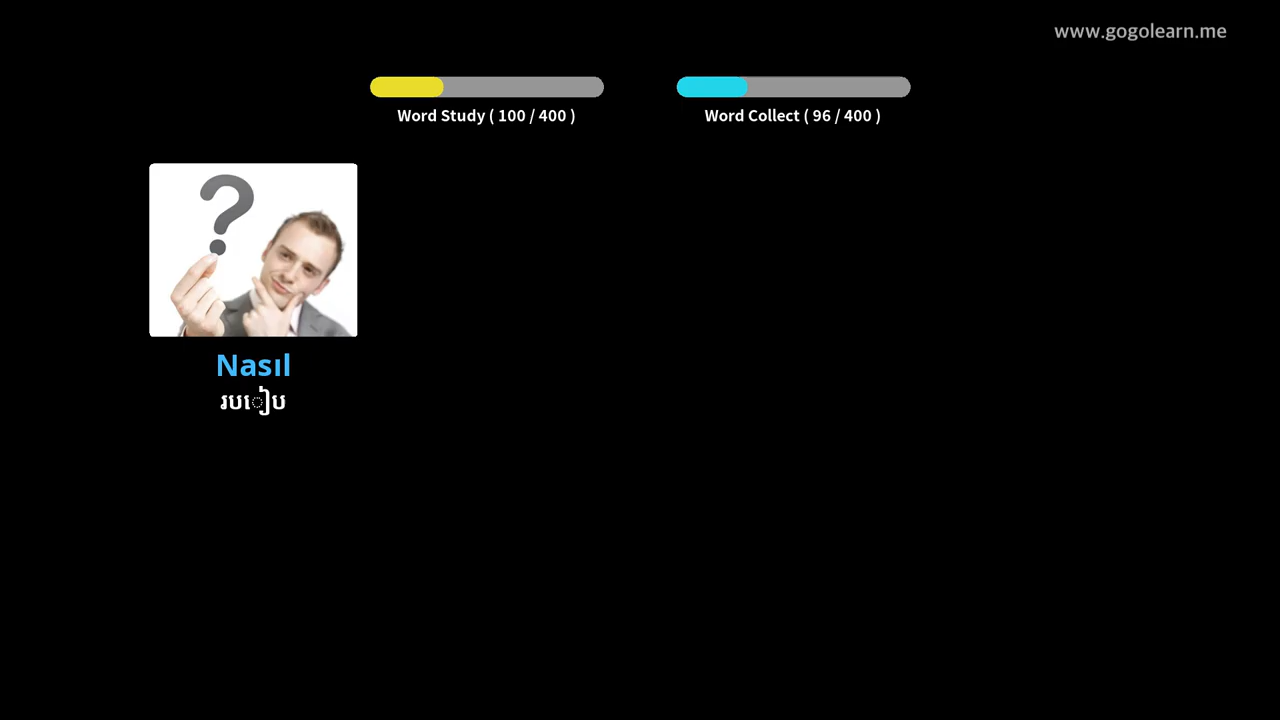 www.gogolearn.me
Word Study ( 100 / 400 )
Word Collect ( 96 / 400 )
?
Nasıl
របៀប